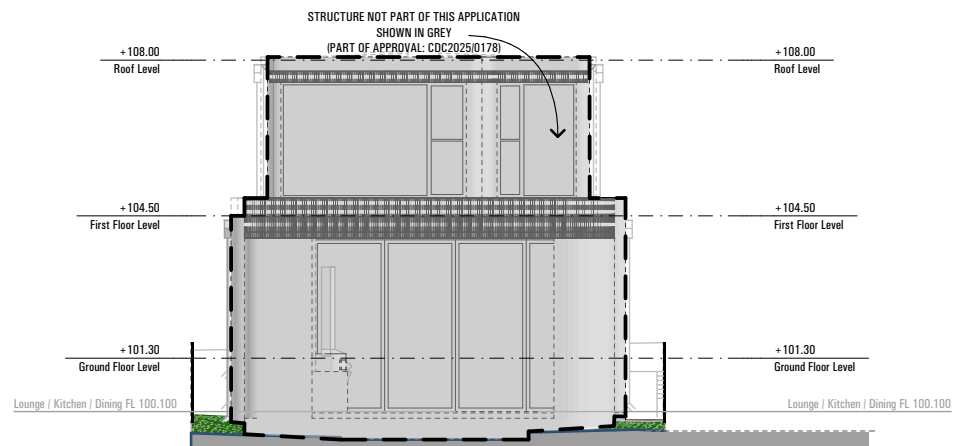 STRUCTURE NOT PART OF THIS APPLICATION
SHOWN IN GREY
(PART OF APPROVAL: CDC2025/0178)
+108.00
Roof Level
+108.00
Roof Level
+104.50
First Floor Level
+104.50
First Floor Level
+101.30
Ground Floor Level
+101.30
Ground Floor Level
Lounge / Kitchen / Dining FL 100.100
Lounge / Kitchen / Dining FL 100.100